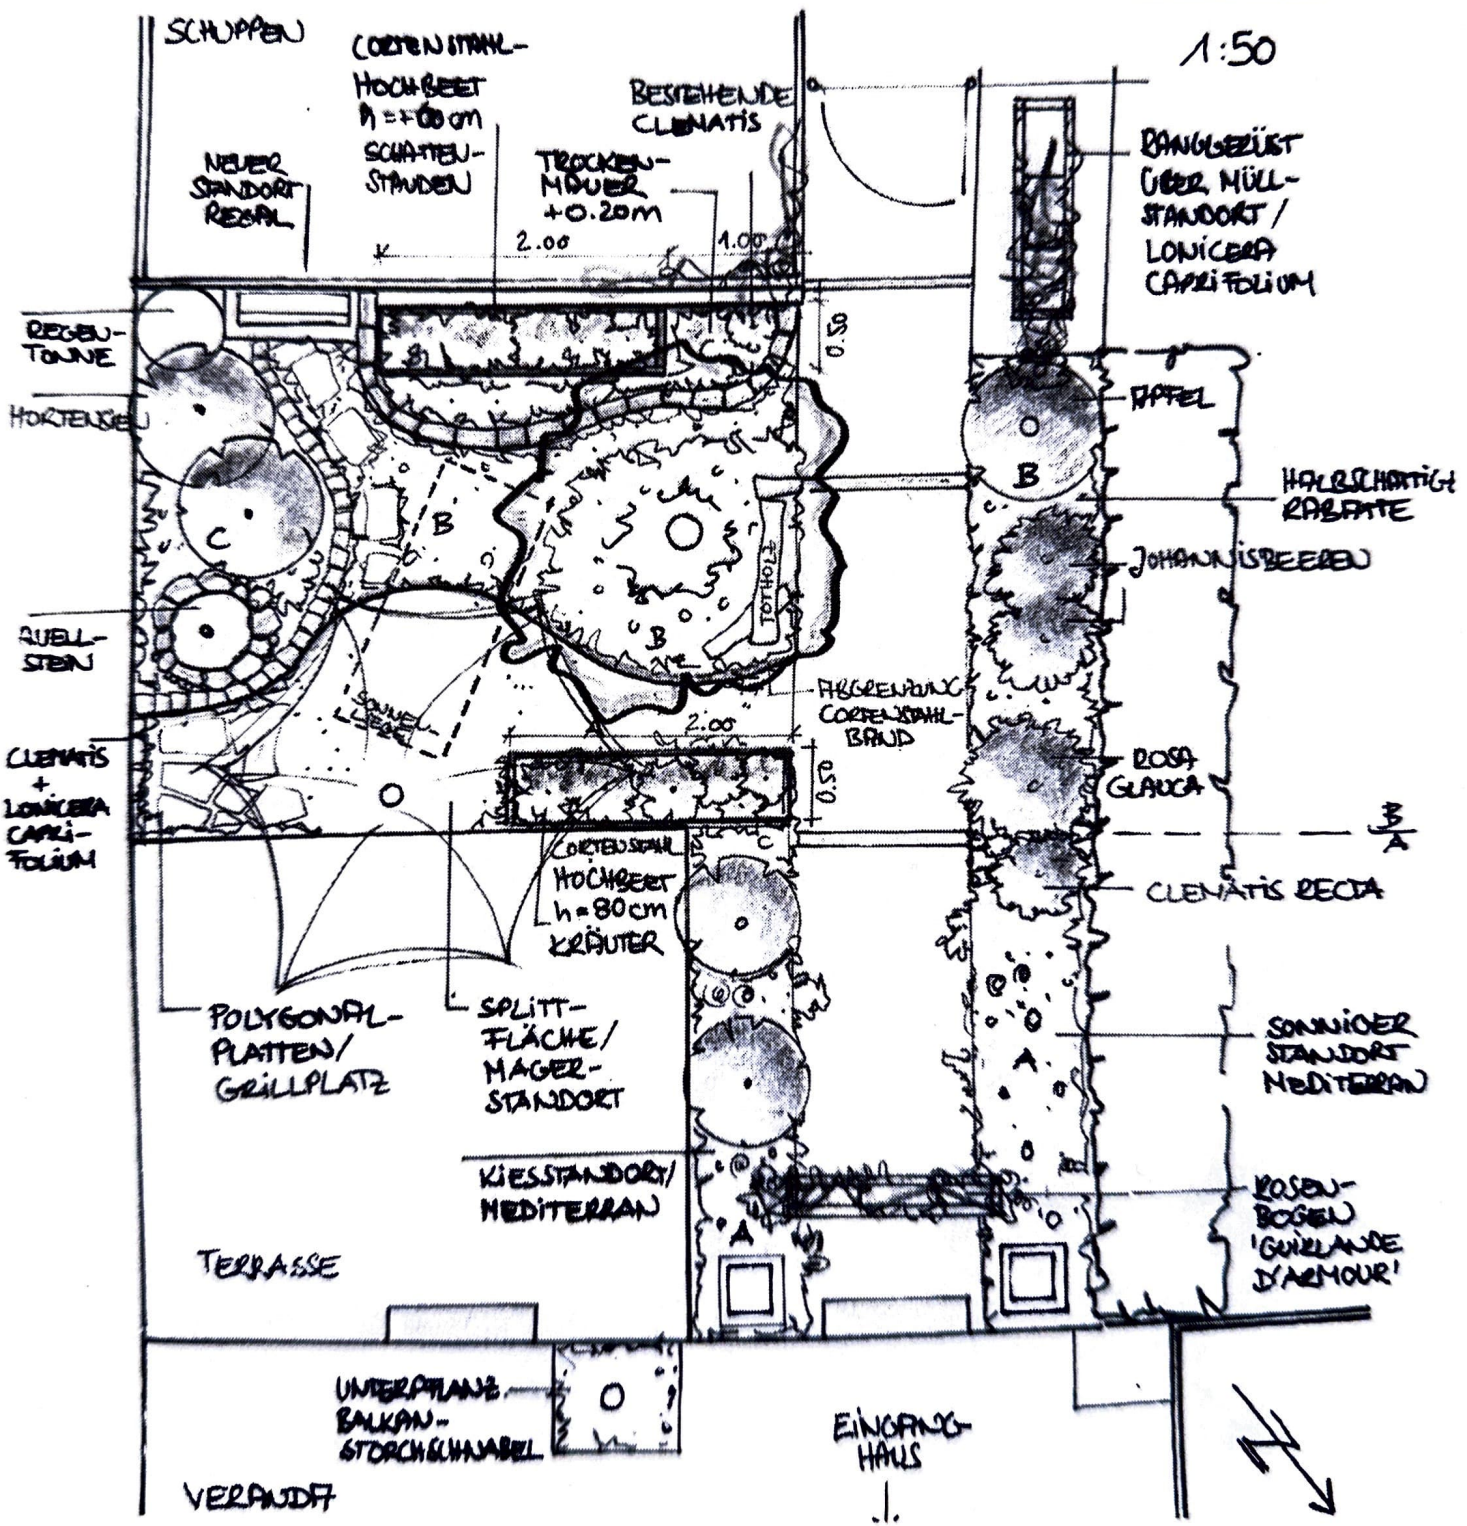 SCHUPPEN
CORTENSTAHL-
HOCHBEET
h=+60cm
SCHATTEN-
STAUDEN
1:50
BESTEHENDE
CLEMATIS
NEUER
STANDORT
REGAL
TROCKEN-
MAUER
+0.20m
RANGGERÜST
ÜBER MÜLL-
STANDORT/
LONICERA
CAPRIFOLIUM
2.00
1.00
0.50
REGEN-
TONNE
HORTENSIEN
APFEL
B
HALBSCHATTIGE
RABATTE
C
B
TOTHOLZ
JOHANNISBEEREN
QUELL-
STEIN
B
SONNEN-
LIEGE
ABGRENZUNG
CORTENSTAHL-
BAND
2.00
0.50
ROSA
GLAUCA
CLEMATIS
+
LONICERA
CAPRI-
FOLIUM
B
A
C
CORTENSTAHL
HOCHBEET
h=80cm
KRÄUTER
CLEMATIS RECTA
POLYGONAL-
PLATTEN/
GRILLPLATZ
SPLITT-
FLÄCHE/
MAGER-
STANDORT
A
SONNIGER
STANDORT
MEDITERRAN
KIESSTANDORT/
MEDITERRAN
A
ROSEN-
BOGEN
'GUIRLANDE
D'ARMOUR'
TERRASSE
UNTERPFLANZ.
BALKAN-
STORCHSCHNABEL
EINGANG-
HAUS
VERANDA